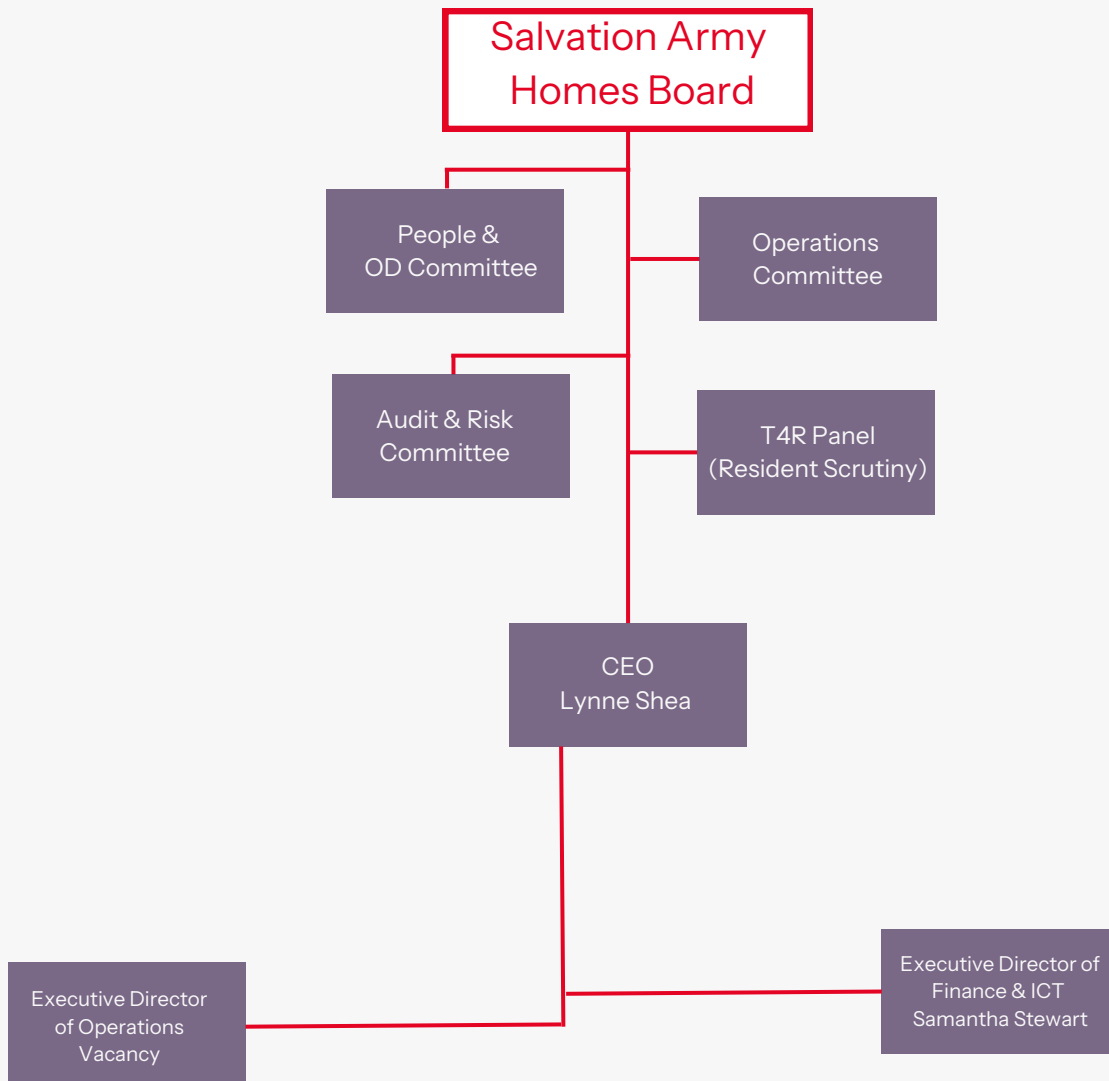 Salvation Army
Homes Board
People &
OD Committee
Operations
Committee
Audit & Risk
Committee
T4R Panel
(Resident Scrutiny)
CEO
Lynne Shea
Executive Director
of Operations
Vacancy
Executive Director of
Finance & ICT
Samantha Stewart